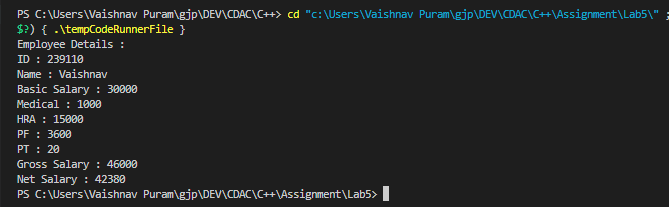 PS C:\Users\Vaishnav Puram\gjp\DEV\CDAC\C++> cd "c:\Users\Vaishnav Puram\gjp\DEV\CDAC\C++\Assignment\Lab5\" ;
$?) { .\tempCodeRunnerFile }
Employee Details :
ID : 239110
Name : Vaishnav
Basic Salary : 30000
Medical : 1000
HRA : 15000
PF : 3600
PT : 20
Gross Salary : 46000
Net Salary : 42380
PS C:\Users\Vaishnav Puram\gjp\DEV\CDAC\C++\Assignment\Lab5>